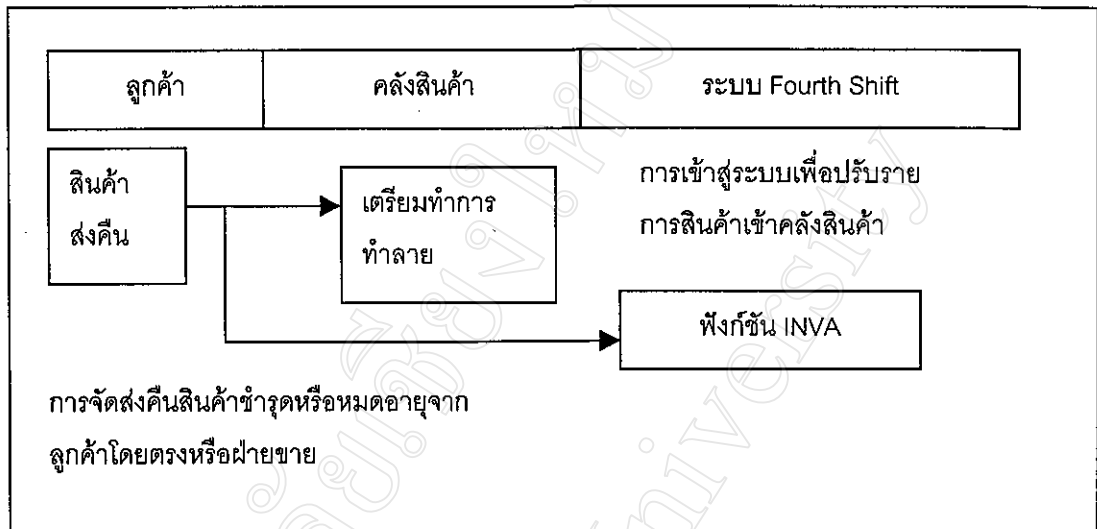 ลูกค้า
คลังสินค้า
ระบบ Fourth Shift
สินค้า
ส่งคืน
เตรียมทำการ
ทำลาย
การเข้าสู่ระบบเพื่อปรับราย
การสินค้าเข้าคลังสินค้า
ฟังก์ชัน INVA
การจัดส่งคืนสินค้าชำรุดหรือหมดอายุจาก
ลูกค้าโดยตรงหรือฝ่ายขาย